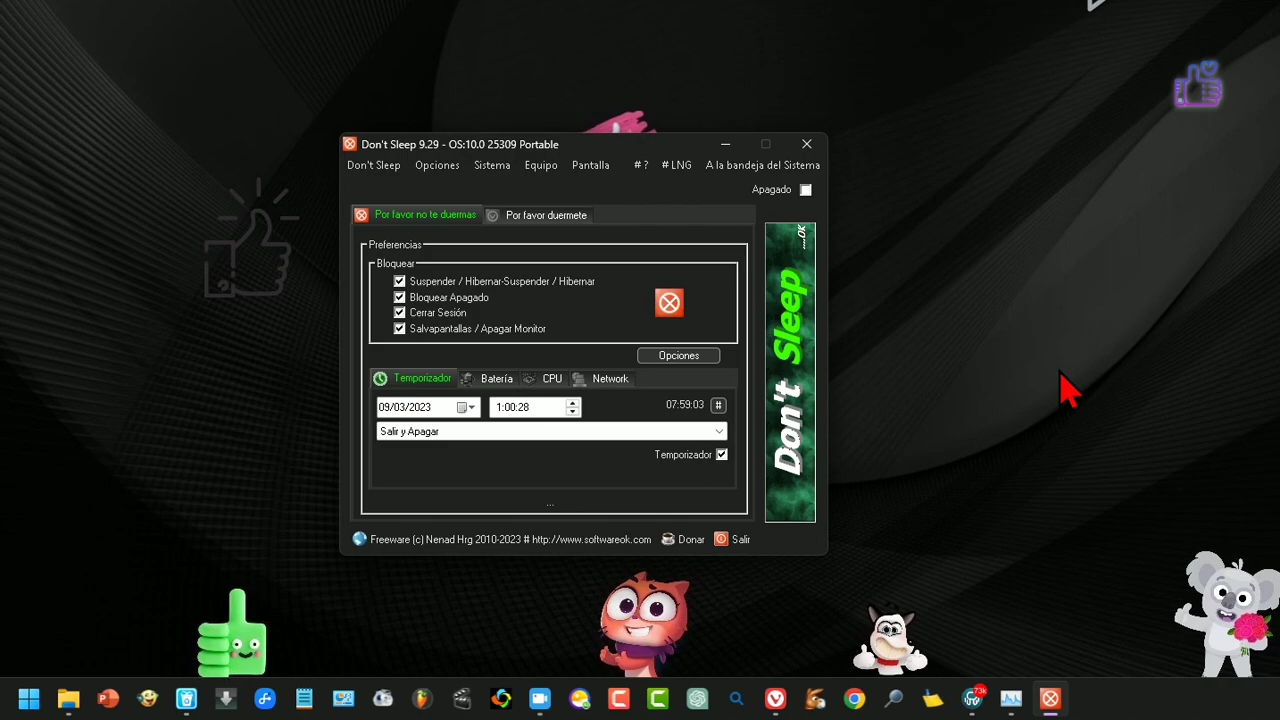 Don't Sleep 9.29 - OS:10.0 25309 Portable
Don't Sleep Opciones Sistema Equipo Pantalla # ? # LNG A la bandeja del Sistema
Apagado
Por favor no te duermas Por favor duermete
Preferencias
Bloquear
Suspender / Hibernar-Suspender / Hibernar
Bloquear Apagado
Cerrar Sesión
Salvapantallas / Apagar Monitor
Opciones
Temporizador Batería CPU Network
09/03/2023 1:00:28 07:59:03 #
Salir y Apagar
Temporizador
...
Don't Sleep ....OK
Freeware (c) Nenad Hrg 2010-2023 # http://www.softwareok.com Donar Salir
73k